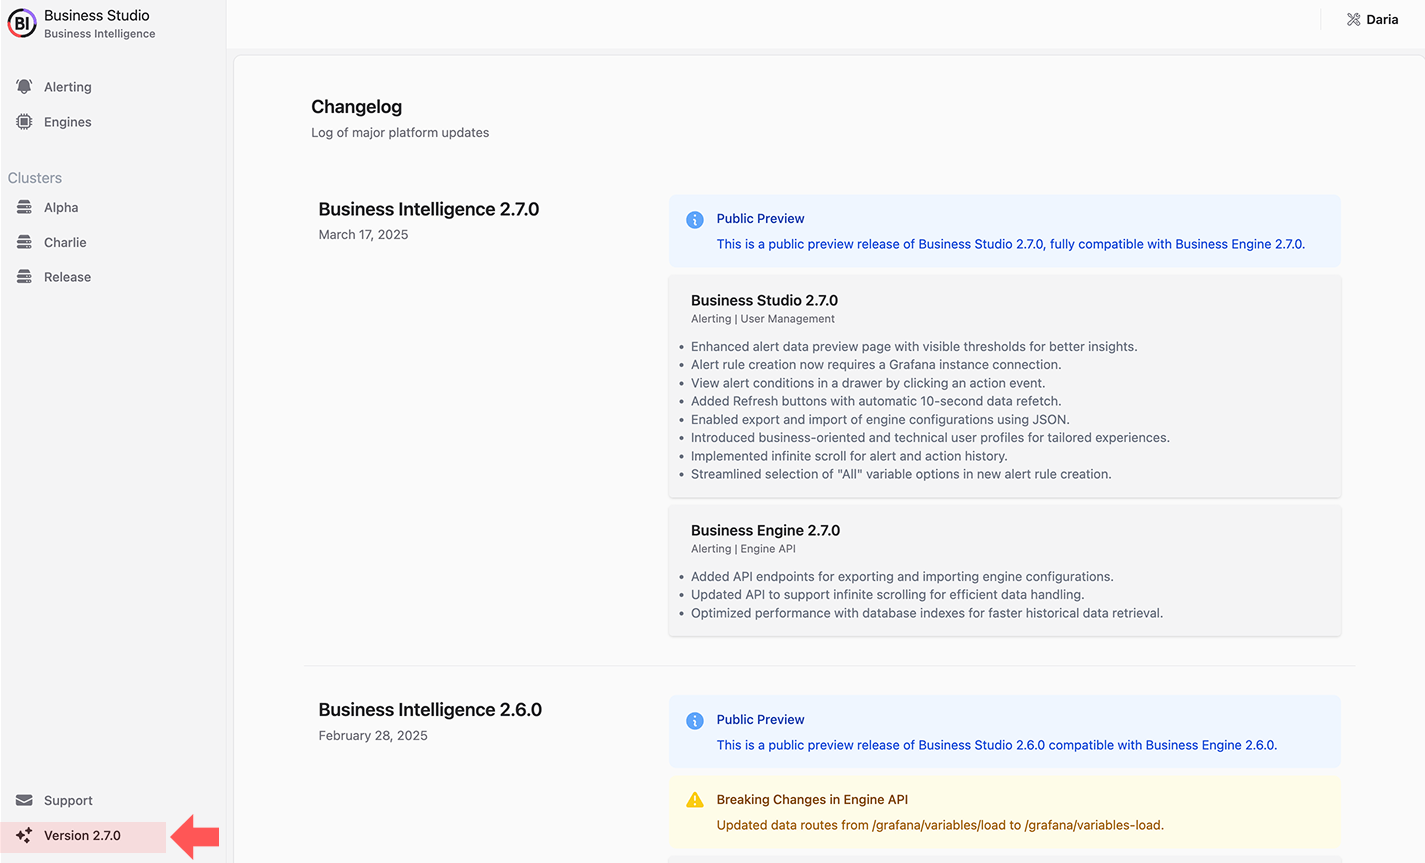 BI
Business Studio
Business Intelligence
Daria
Alerting
Engines
Clusters
Alpha
Charlie
Release
Support
Version 2.7.0
Changelog
Log of major platform updates
Business Intelligence 2.7.0
March 17, 2025
Public Preview
This is a public preview release of Business Studio 2.7.0, fully compatible with Business Engine 2.7.0.
Business Studio 2.7.0
Alerting | User Management
• Enhanced alert data preview page with visible thresholds for better insights.
• Alert rule creation now requires a Grafana instance connection.
• View alert conditions in a drawer by clicking an action event.
• Added Refresh buttons with automatic 10-second data refetch.
• Enabled export and import of engine configurations using JSON.
• Introduced business-oriented and technical user profiles for tailored experiences.
• Implemented infinite scroll for alert and action history.
• Streamlined selection of "All" variable options in new alert rule creation.
Business Engine 2.7.0
Alerting | Engine API
• Added API endpoints for exporting and importing engine configurations.
• Updated API to support infinite scrolling for efficient data handling.
• Optimized performance with database indexes for faster historical data retrieval.
Business Intelligence 2.6.0
February 28, 2025
Public Preview
This is a public preview release of Business Studio 2.6.0 compatible with Business Engine 2.6.0.
Breaking Changes in Engine API
Updated data routes from /grafana/variables/load to /grafana/variables-load.